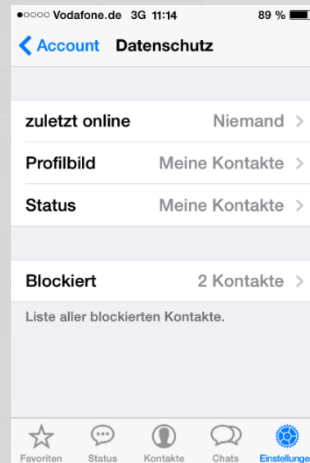 Vodafone.de 3G 11:14 89 %
Account Datenschutz
zuletzt online Niemand
Profilbild Meine Kontakte
Status Meine Kontakte
Blockiert 2 Kontakte
Liste aller blockierten Kontakte.
Favoriten Status Kontakte Chats Einstellunge